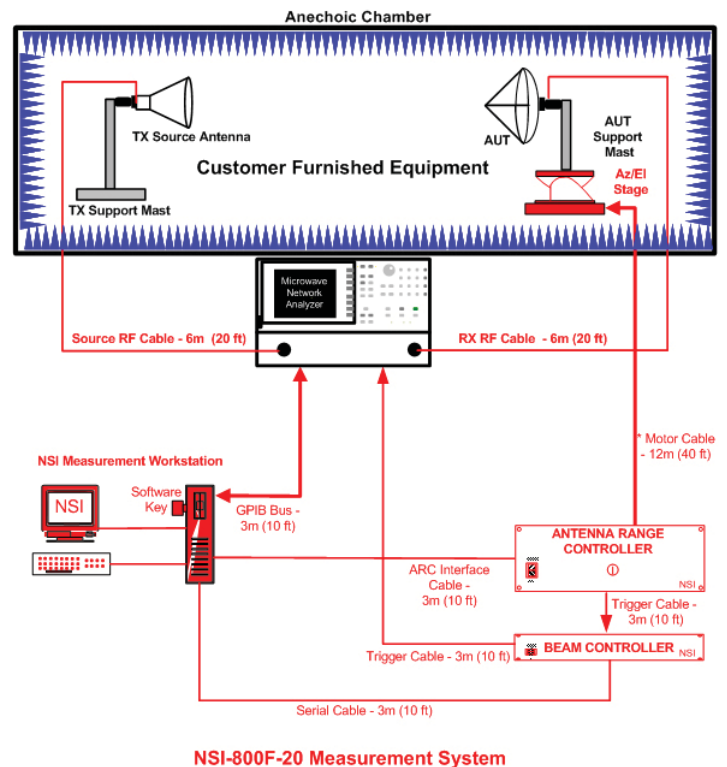 Anechoic Chamber
TX Source Antenna
AUT
AUT
Support
Mast
Customer Furnished Equipment
Az/El
Stage
TX Support Mast
Microwave
Network
Analyzer
Source RF Cable - 6m (20 ft)
RX RF Cable - 6m (20 ft)
* Motor Cable
- 12m (40 ft)
NSI Measurement Workstation
NSI
Software
Key
GPIB Bus -
3m (10 ft)
ANTENNA RANGE
CONTROLLER
NSI
ARC Interface
Cable -
3m (10 ft)
Trigger Cable -
3m (10 ft)
BEAM CONTROLLER NSI
Trigger Cable - 3m (10 ft)
Serial Cable - 3m (10 ft)
NSI-800F-20 Measurement System